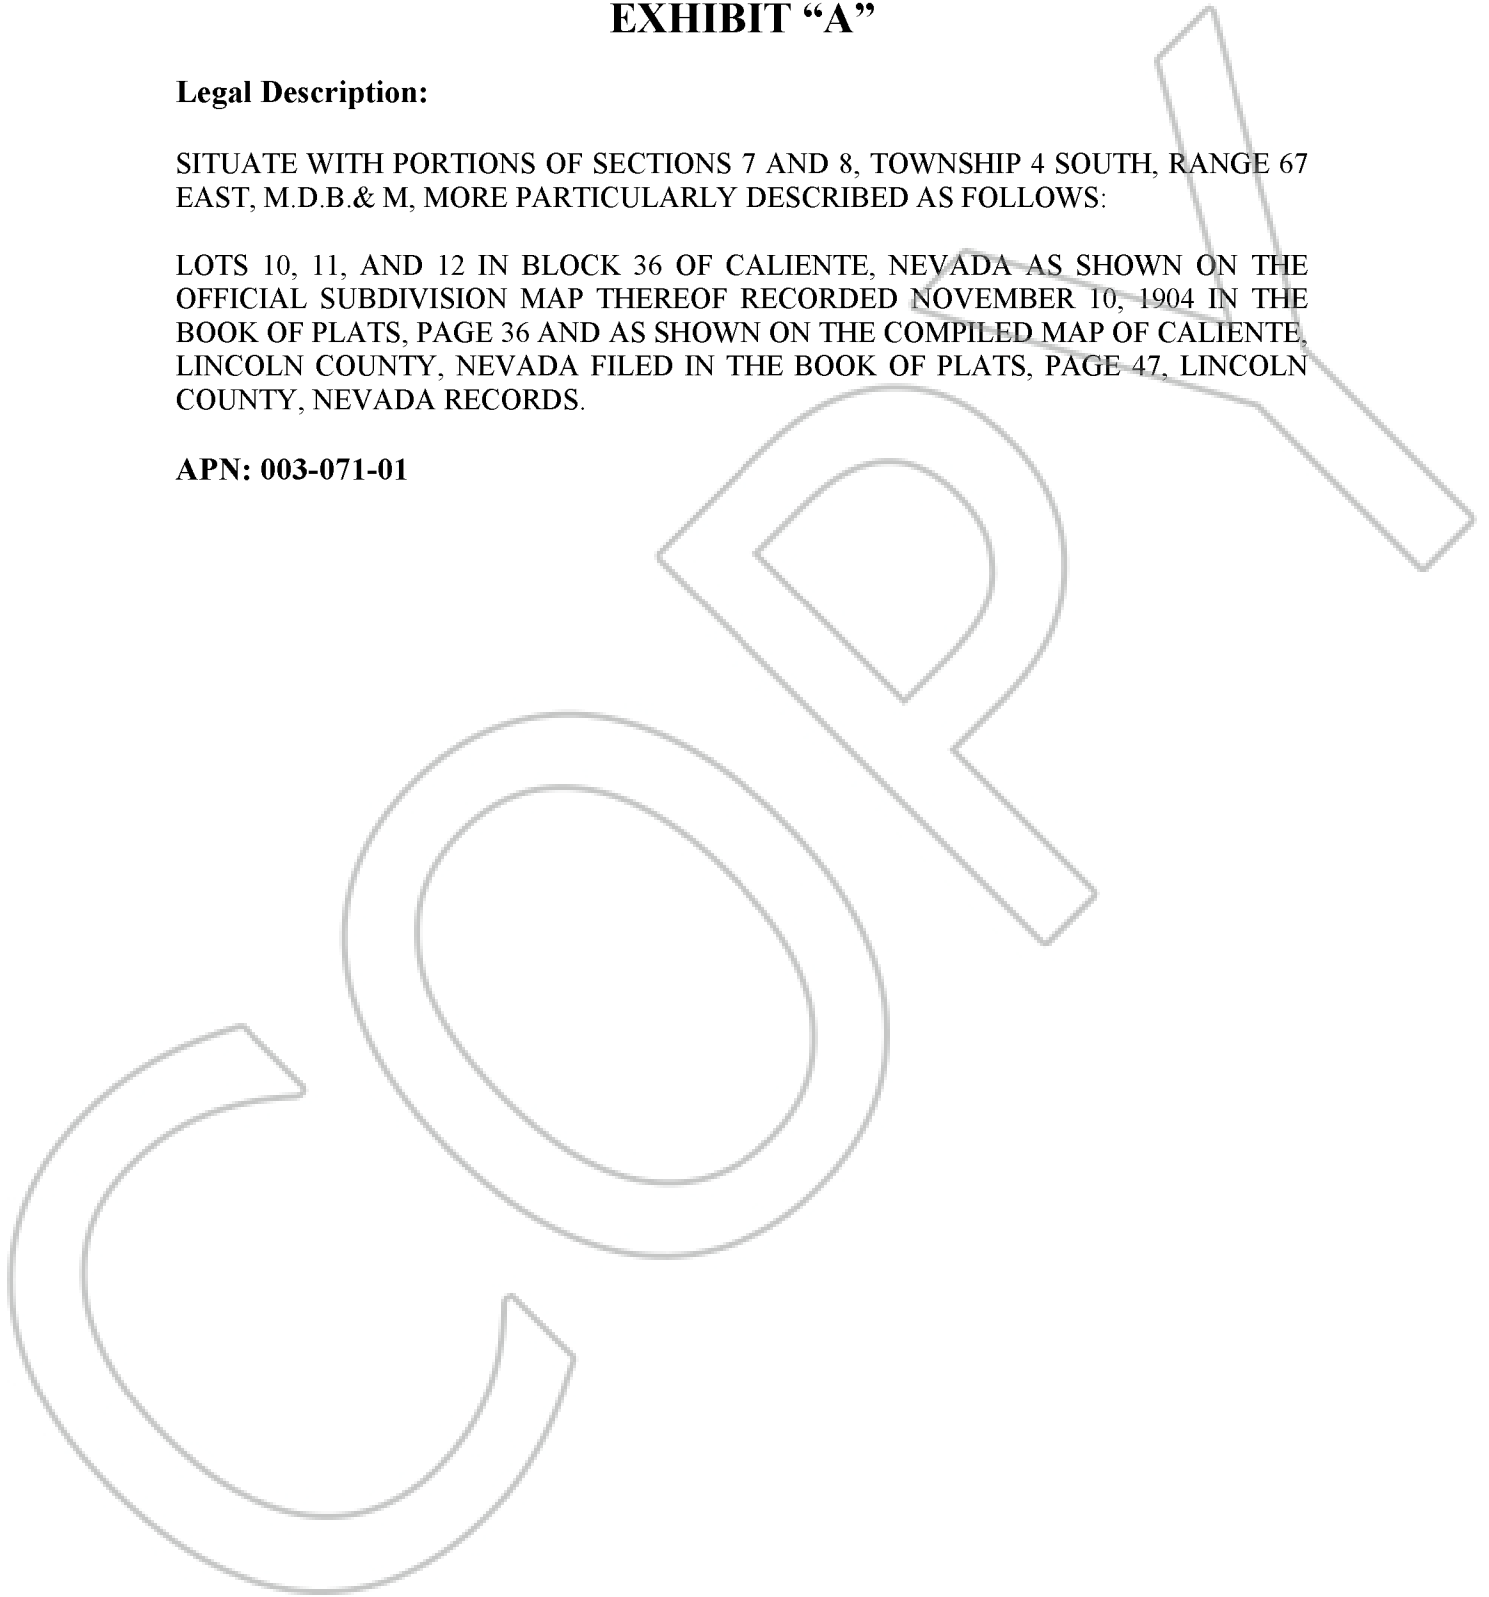 EXHIBIT “A”
Legal Description:
SITUATE WITH PORTIONS OF SECTIONS 7 AND 8, TOWNSHIP 4 SOUTH, RANGE 67
EAST, M.D.B.& M, MORE PARTICULARLY DESCRIBED AS FOLLOWS:
LOTS 10, 11, AND 12 IN BLOCK 36 OF CALIENTE, NEVADA AS SHOWN ON THE
OFFICIAL SUBDIVISION MAP THEREOF RECORDED NOVEMBER 10, 1904 IN THE
BOOK OF PLATS, PAGE 36 AND AS SHOWN ON THE COMPILED MAP OF CALIENTE,
LINCOLN COUNTY, NEVADA FILED IN THE BOOK OF PLATS, PAGE 47, LINCOLN
COUNTY, NEVADA RECORDS.
APN: 003-071-01
COPY